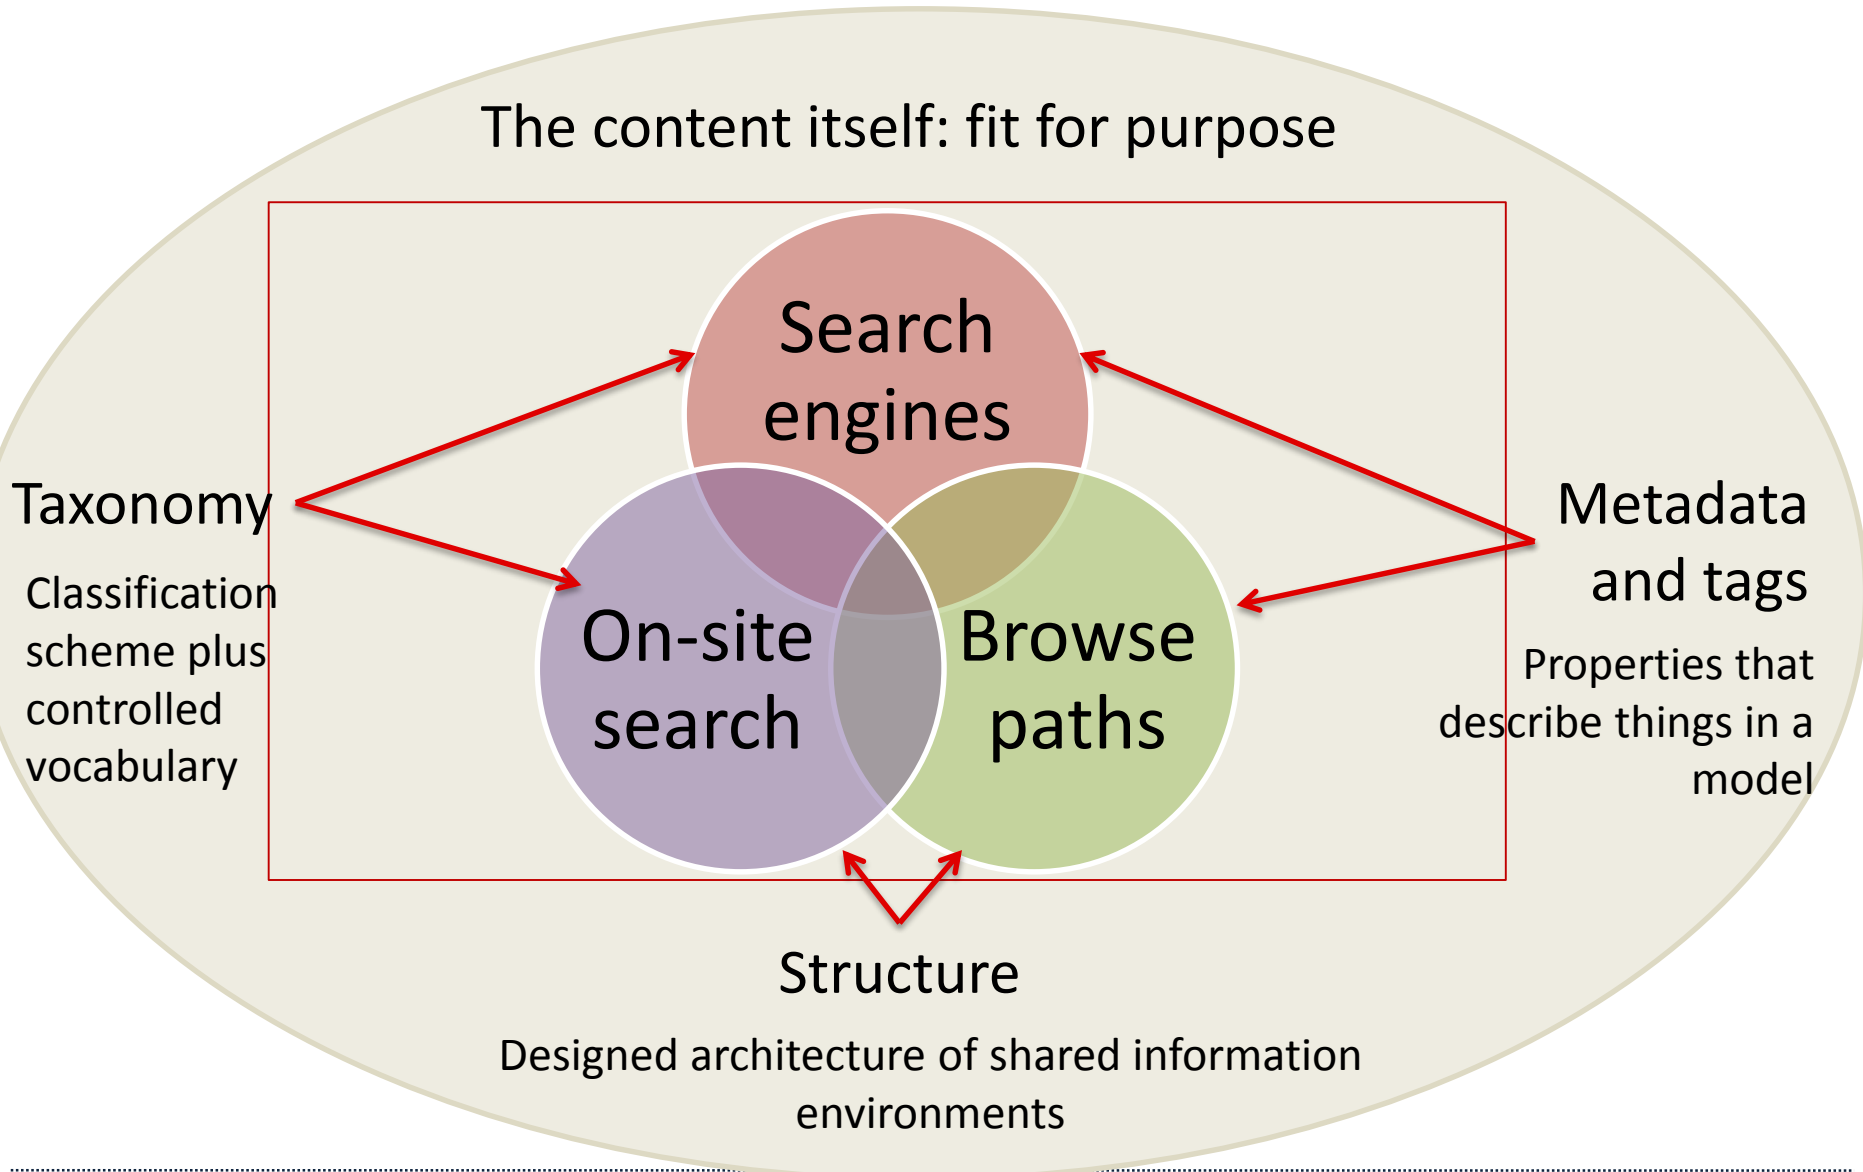 The content itself: fit for purpose
Search
engines
Taxonomy
Classification
scheme plus
controlled
vocabulary
On-site
search
Browse
paths
Metadata
and tags
Properties that
describe things in a
model
Structure
Designed architecture of shared information
environments